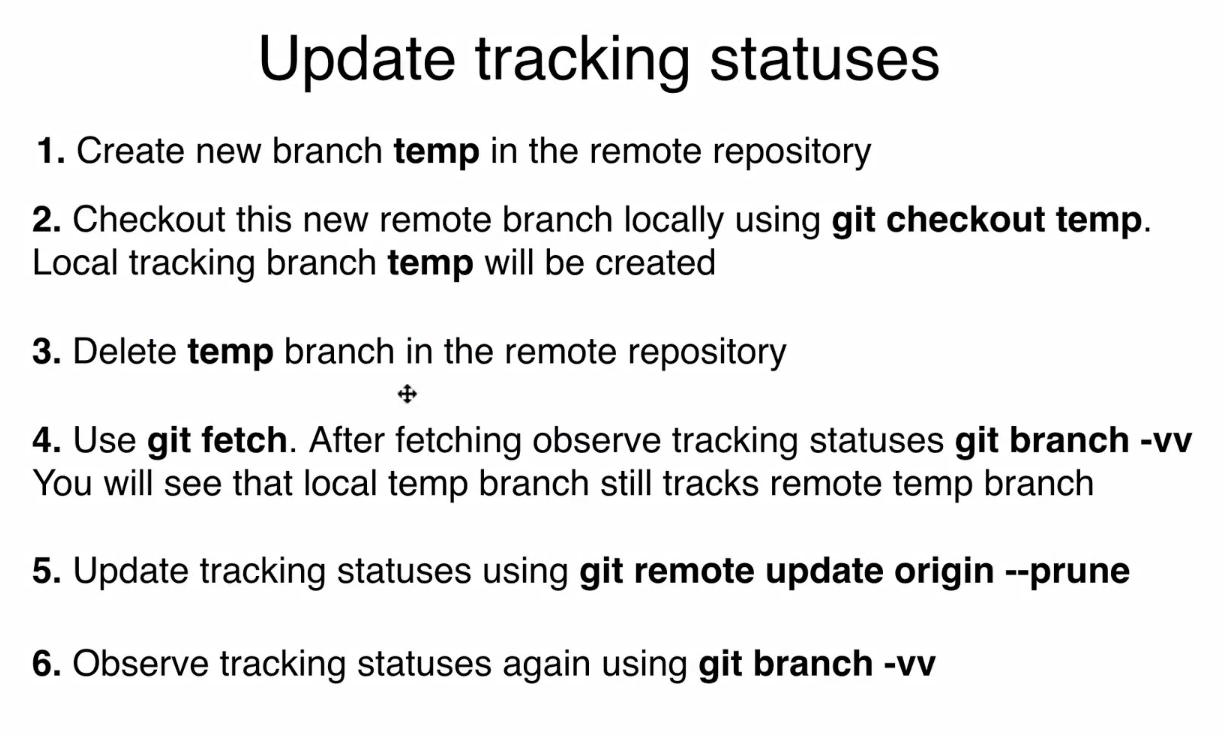 Update tracking statuses
1. Create new branch temp in the remote repository
2. Checkout this new remote branch locally using git checkout temp.
Local tracking branch temp will be created
3. Delete temp branch in the remote repository
4. Use git fetch. After fetching observe tracking statuses git branch -vv
You will see that local temp branch still tracks remote temp branch
5. Update tracking statuses using git remote update origin --prune
6. Observe tracking statuses again using git branch -vv